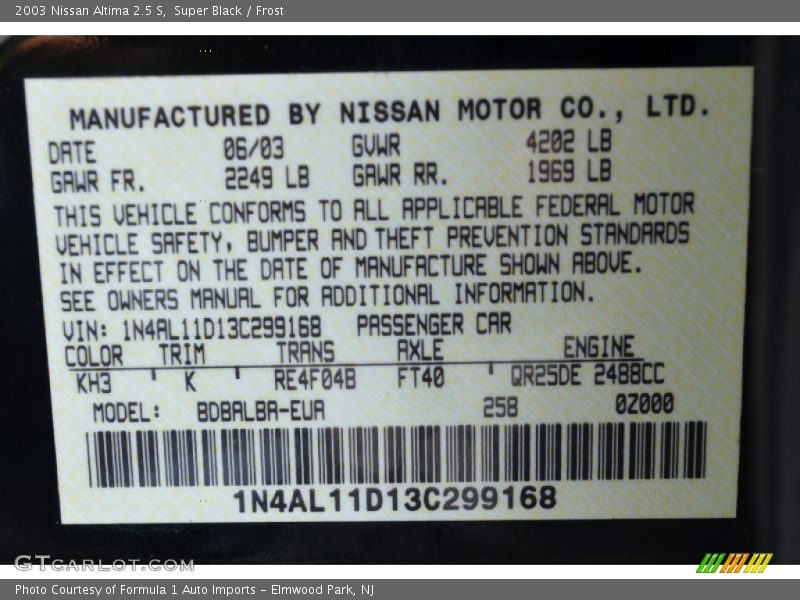 2003 Nissan Altima 2.5 S,  Super Black / Frost
MANUFACTURED BY NISSAN MOTOR CO., LTD.
DATE 06/03 GVWR 4202 LB
GAWR FR. 2249 LB GAWR RR. 1969 LB
THIS VEHICLE CONFORMS TO ALL APPLICABLE FEDERAL MOTOR
VEHICLE SAFETY, BUMPER AND THEFT PREVENTION STANDARDS
IN EFFECT ON THE DATE OF MANUFACTURE SHOWN ABOVE.
SEE OWNERS MANUAL FOR ADDITIONAL INFORMATION.
VIN: 1N4AL11D13C299168 PASSENGER CAR
COLOR TRIM TRANS AXLE ENGINE
KH3 K RE4F04B FT40 QR25DE 2488CC
MODEL: BDBALBA-EUA 258 0Z000
1N4AL11D13C299168
GTcarlot.com
Photo Courtesy of Formula 1 Auto Imports - Elmwood Park, NJ